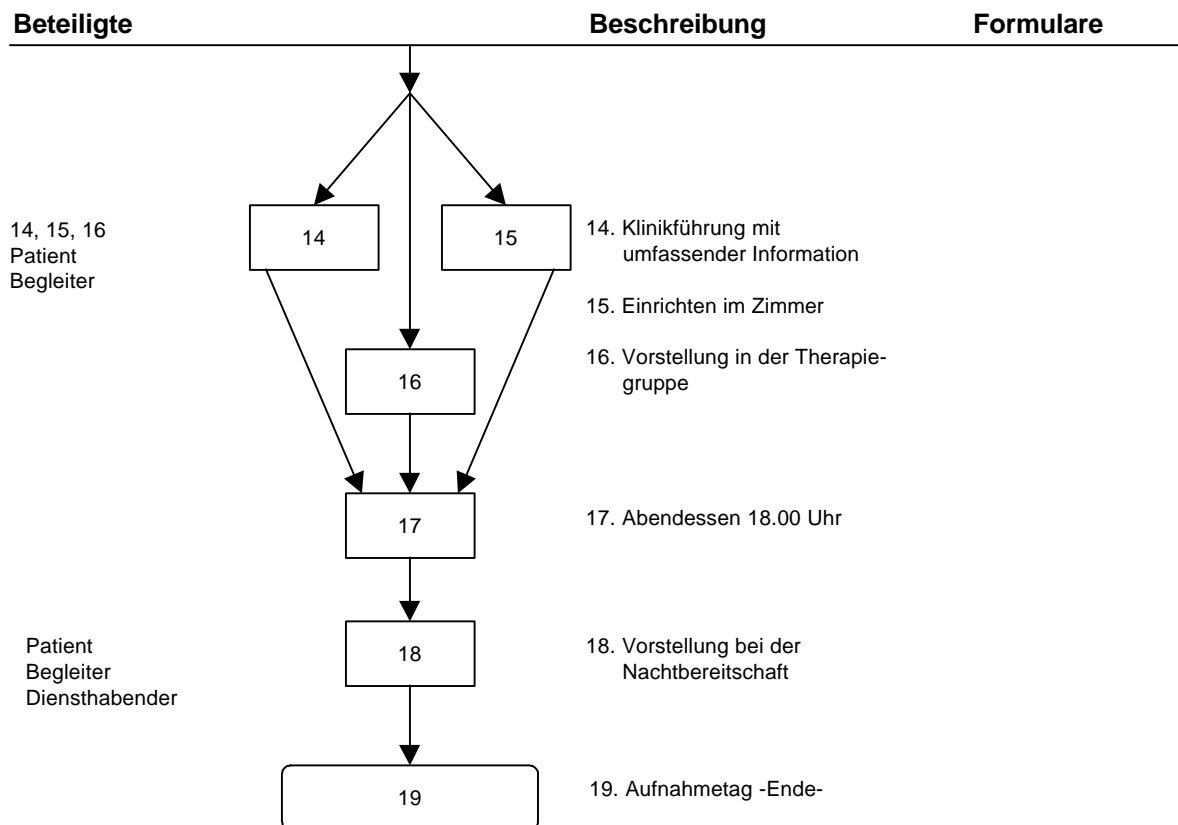 Beteiligte Beschreibung Formulare
14, 15, 16
Patient
Begleiter
14
15
14. Klinikführung mit
umfassender Information
15. Einrichten im Zimmer
16
16. Vorstellung in der Therapie-
gruppe
17
17. Abendessen 18.00 Uhr
Patient
Begleiter
Diensthabender
18
18. Vorstellung bei der
Nachtbereitschaft
19
19. Aufnahmetag -Ende-